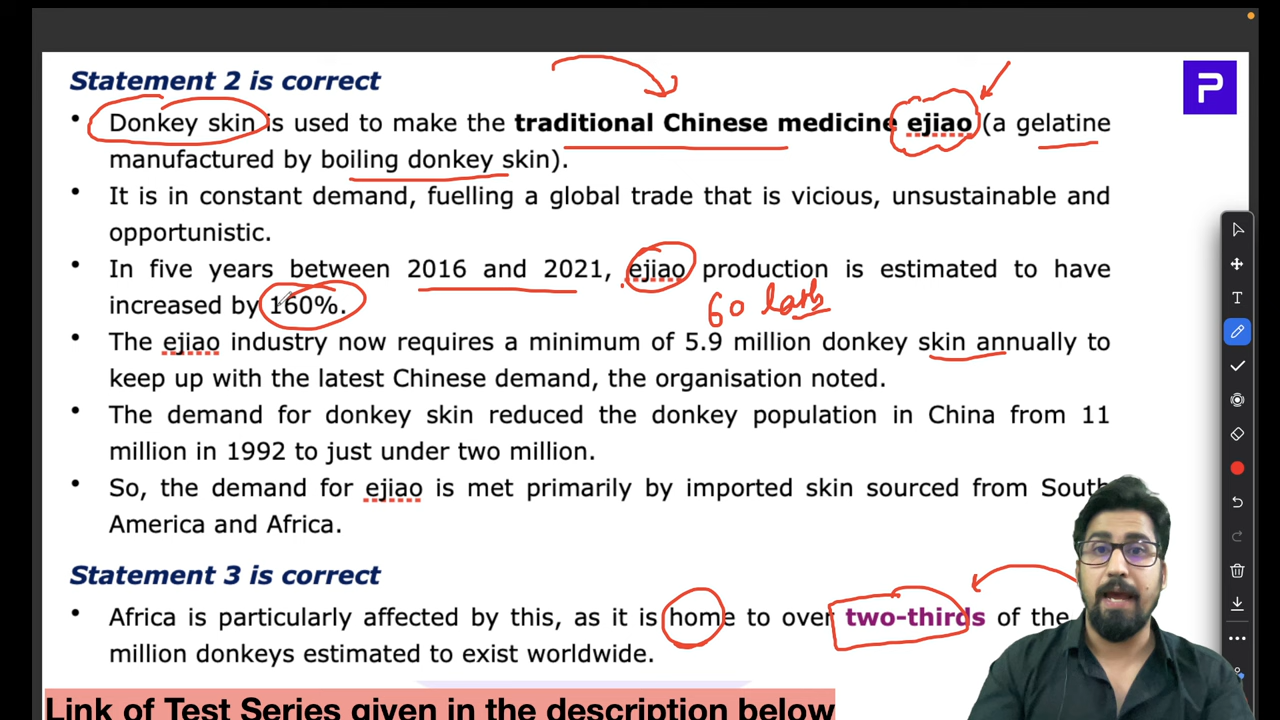 Statement 2 is correct
P
• Donkey skin is used to make the traditional Chinese medicine ejiao (a gelatine
manufactured by boiling donkey skin).
• It is in constant demand, fuelling a global trade that is vicious, unsustainable and
opportunistic.
• In five years between 2016 and 2021, ejiao production is estimated to have
increased by 160%.
60 lakh
• The ejiao industry now requires a minimum of 5.9 million donkey skin annually to
keep up with the latest Chinese demand, the organisation noted.
• The demand for donkey skin reduced the donkey population in China from 11
million in 1992 to just under two million.
• So, the demand for ejiao is met primarily by imported skin sourced from South
America and Africa.
Statement 3 is correct
• Africa is particularly affected by this, as it is home to over two-thirds of the
million donkeys estimated to exist worldwide.
Link of Test Series given in the description below
T